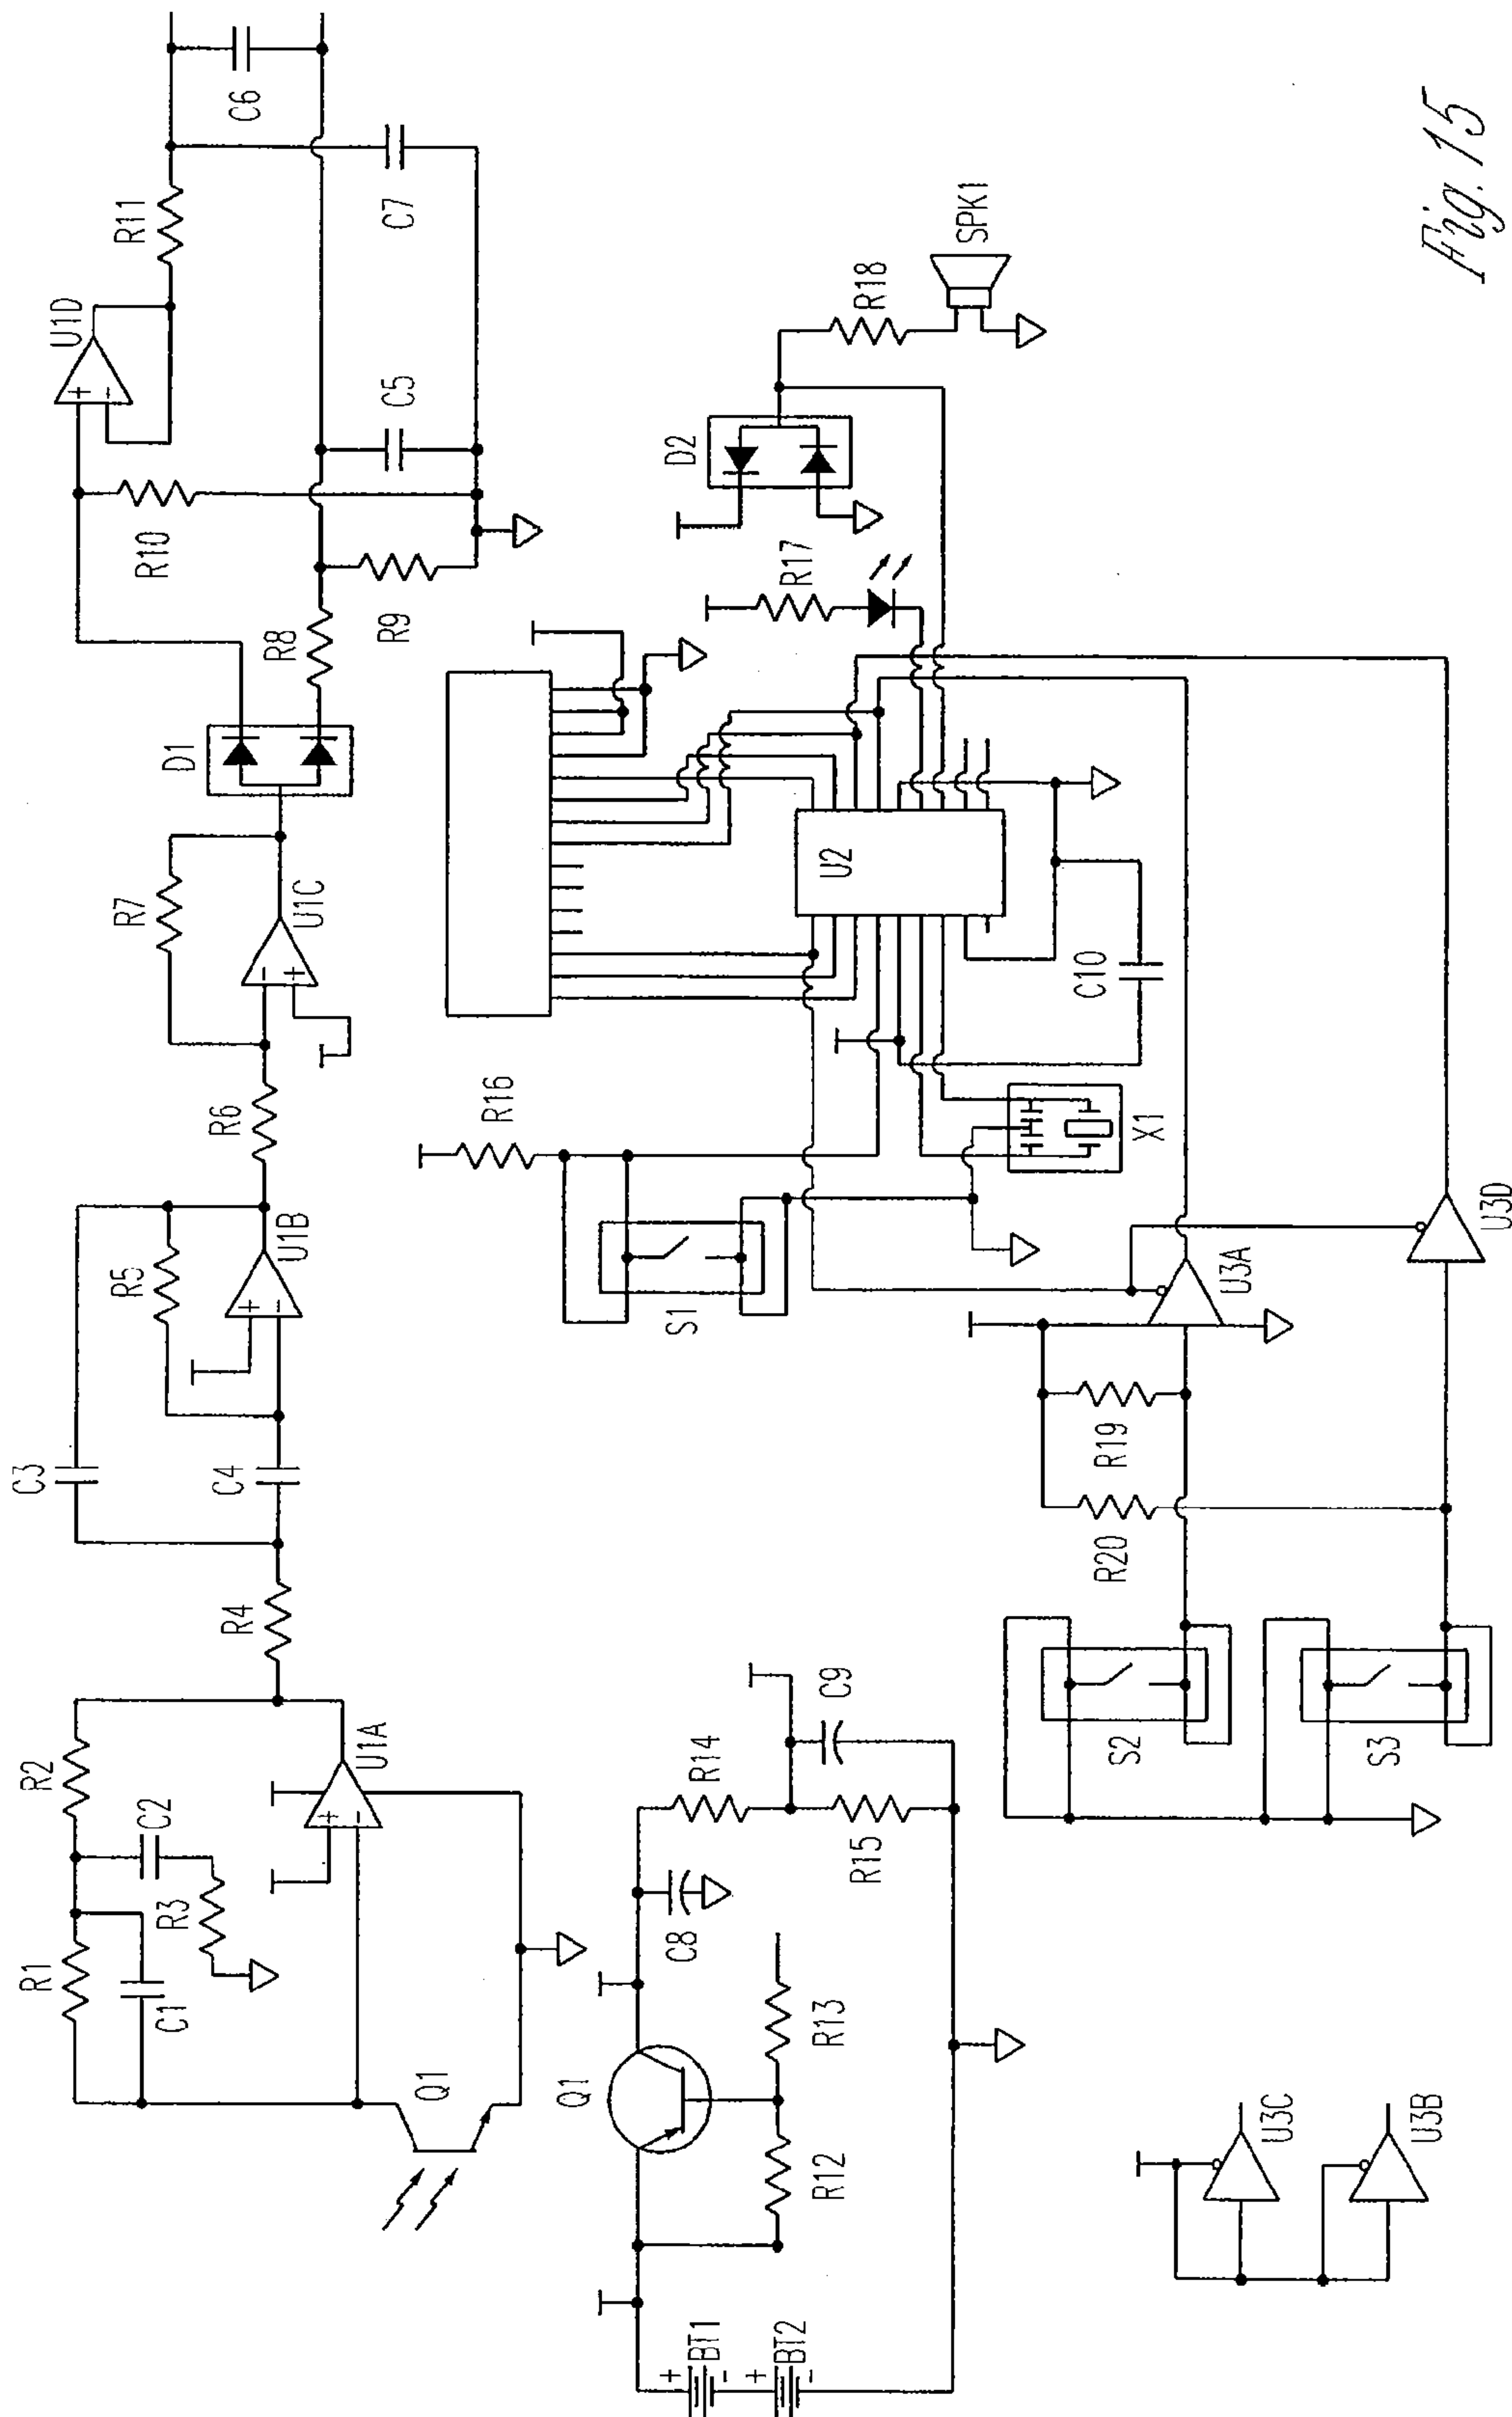 R1
R2
C1
C2
R3
Q1
+
-
U1A
R4
C3
C4
R5
+
-
U1B
R6
R7
-
+
U1C
D1
R8
R9
R10
+
-
U1D
R11
C5
C7
C6
BT1
+
-
BT2
+
-
Q1
R12
R13
C8
R14
R15
C9
S1
R16
X1
C10
U2
R17
D2
R18
SPK1
S2
S3
R20
R19
U3A
U3D
U3C
U3B
Fig. 15